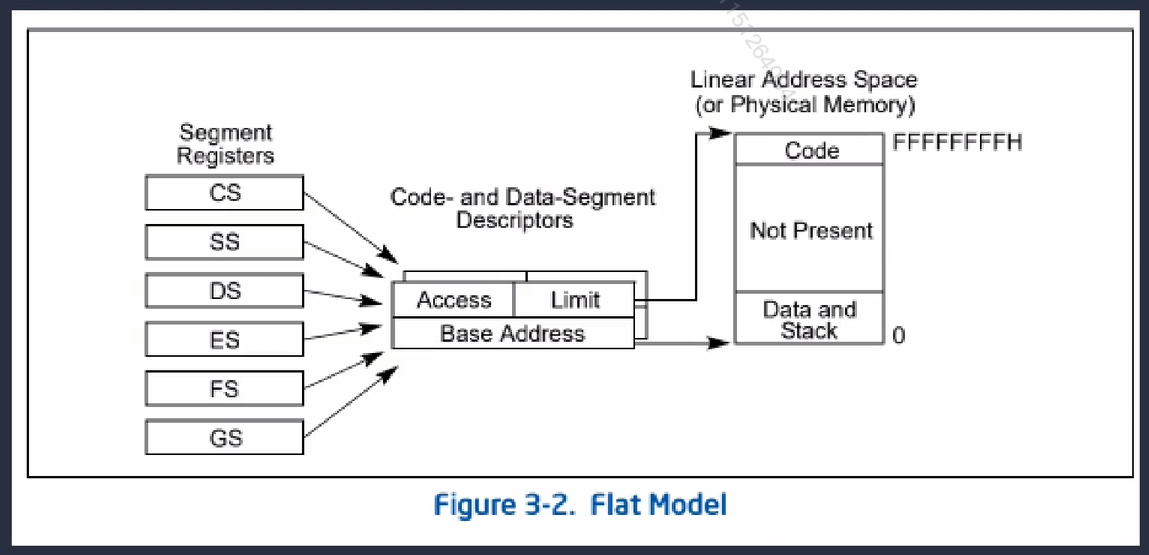 Linear Address Space
(or Physical Memory)
Segment
Registers
Code
FFFFFFFFH
CS
Code- and Data-Segment
Descriptors
Not Present
SS
DS
Access
Limit
Data and
Stack
0
ES
Base Address
FS
GS
Figure 3-2. Flat Model